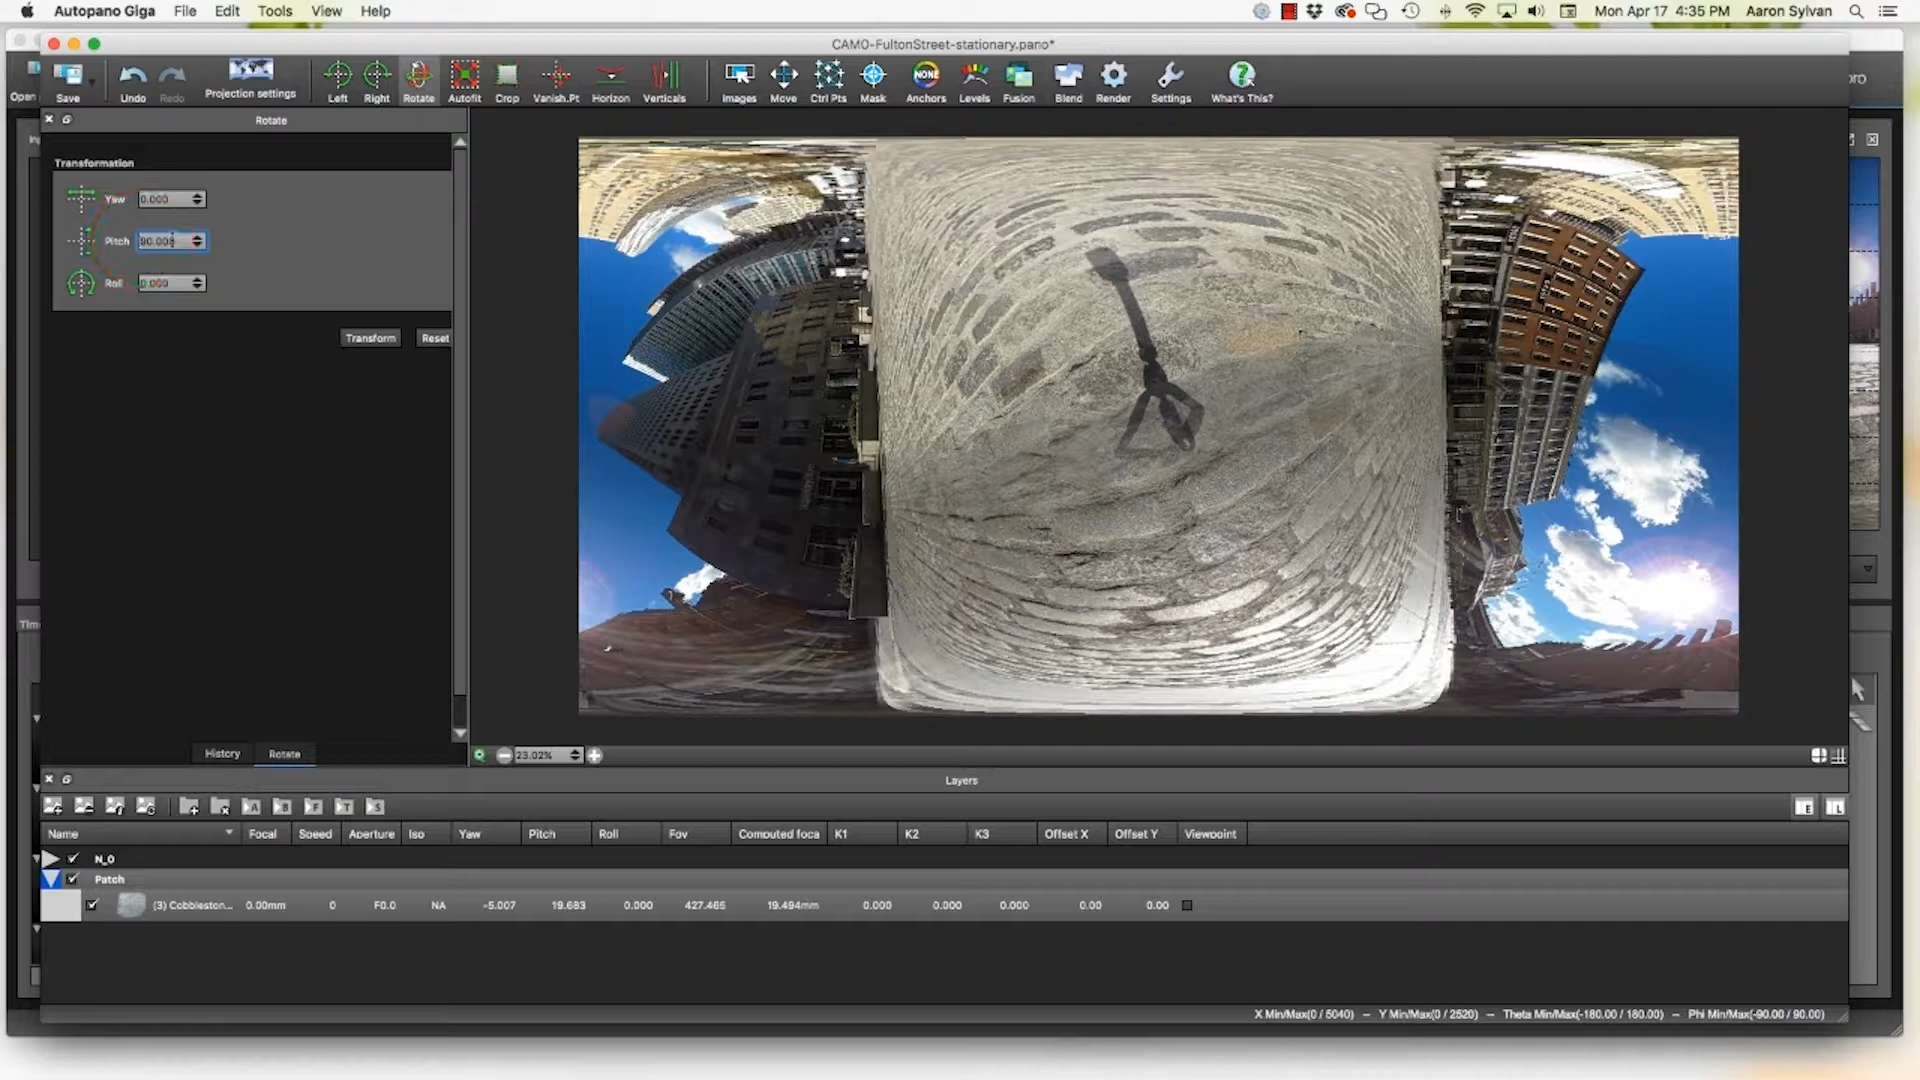 Autopano Giga File Edit Tools View Help Mon Apr 17 4:35 PM Aaron Sylvan
CAM0-FultonStreet-stationary.pano*
Open Save Undo Redo Projection settings Left Right Rotate Autofit Crop Vanish.Pt Horizon Verticals Images Move Ctrl Pts Mask NONE Anchors Levels Fusion Blend Render Settings What's This?
Rotate
Transformation
Yaw 0.000
Pitch 90.000
Roll 0.000
Transform Reset
History Rotate
23.02%
Layers
A B F T S E L
Name Focal Speed Aperture Iso Yaw Pitch Roll Fov Computed foca K1 K2 K3 Offset X Offset Y Viewpoint
N_0
Patch
(3) Cobbleston... 0.00mm 0 F0.0 NA -5.007 19.683 0.000 427.465 19.494mm 0.000 0.000 0.000 0.00 0.00
X Min/Max(0 / 5040) – Y Min/Max(0 / 2520) – Theta Min/Max(-180.00 / 180.00) – Phi Min/Max(-90.00 / 90.00)